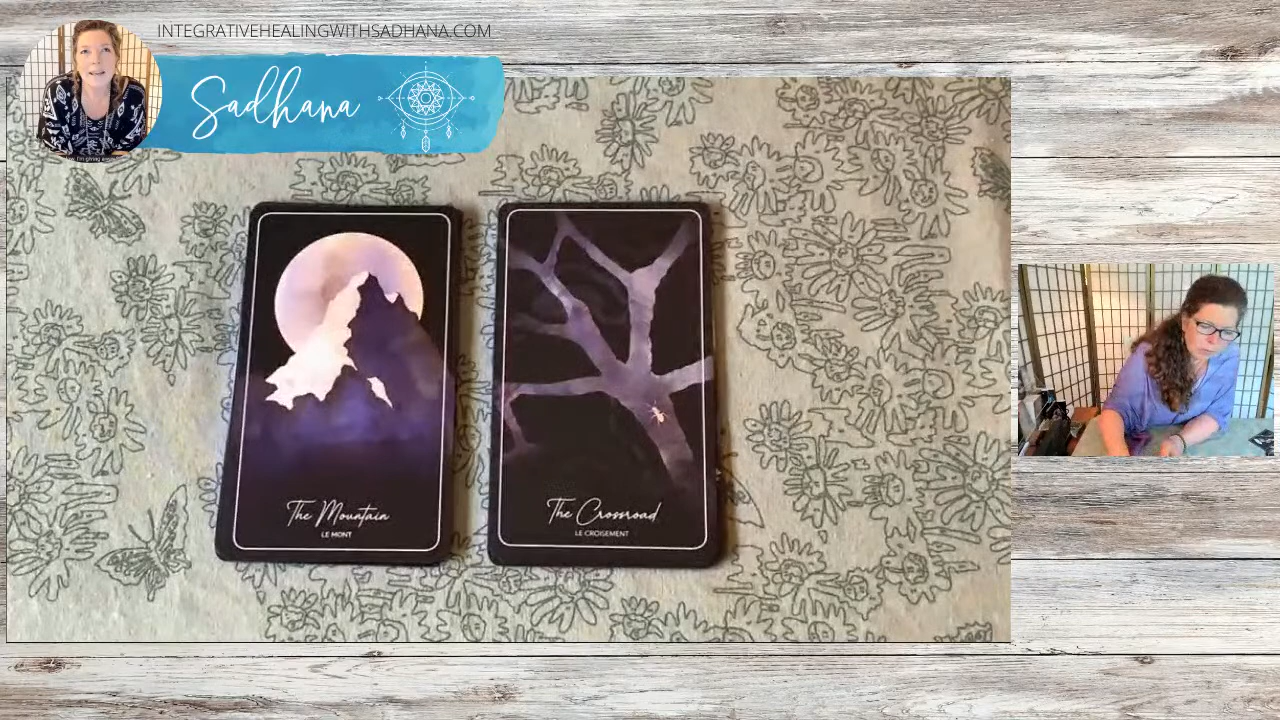 INTEGRATIVEHEALINGWITHSADHANA.COM
Sadhana
The Mountain
LE MONT
The Crossroad
LE CROISEMENT